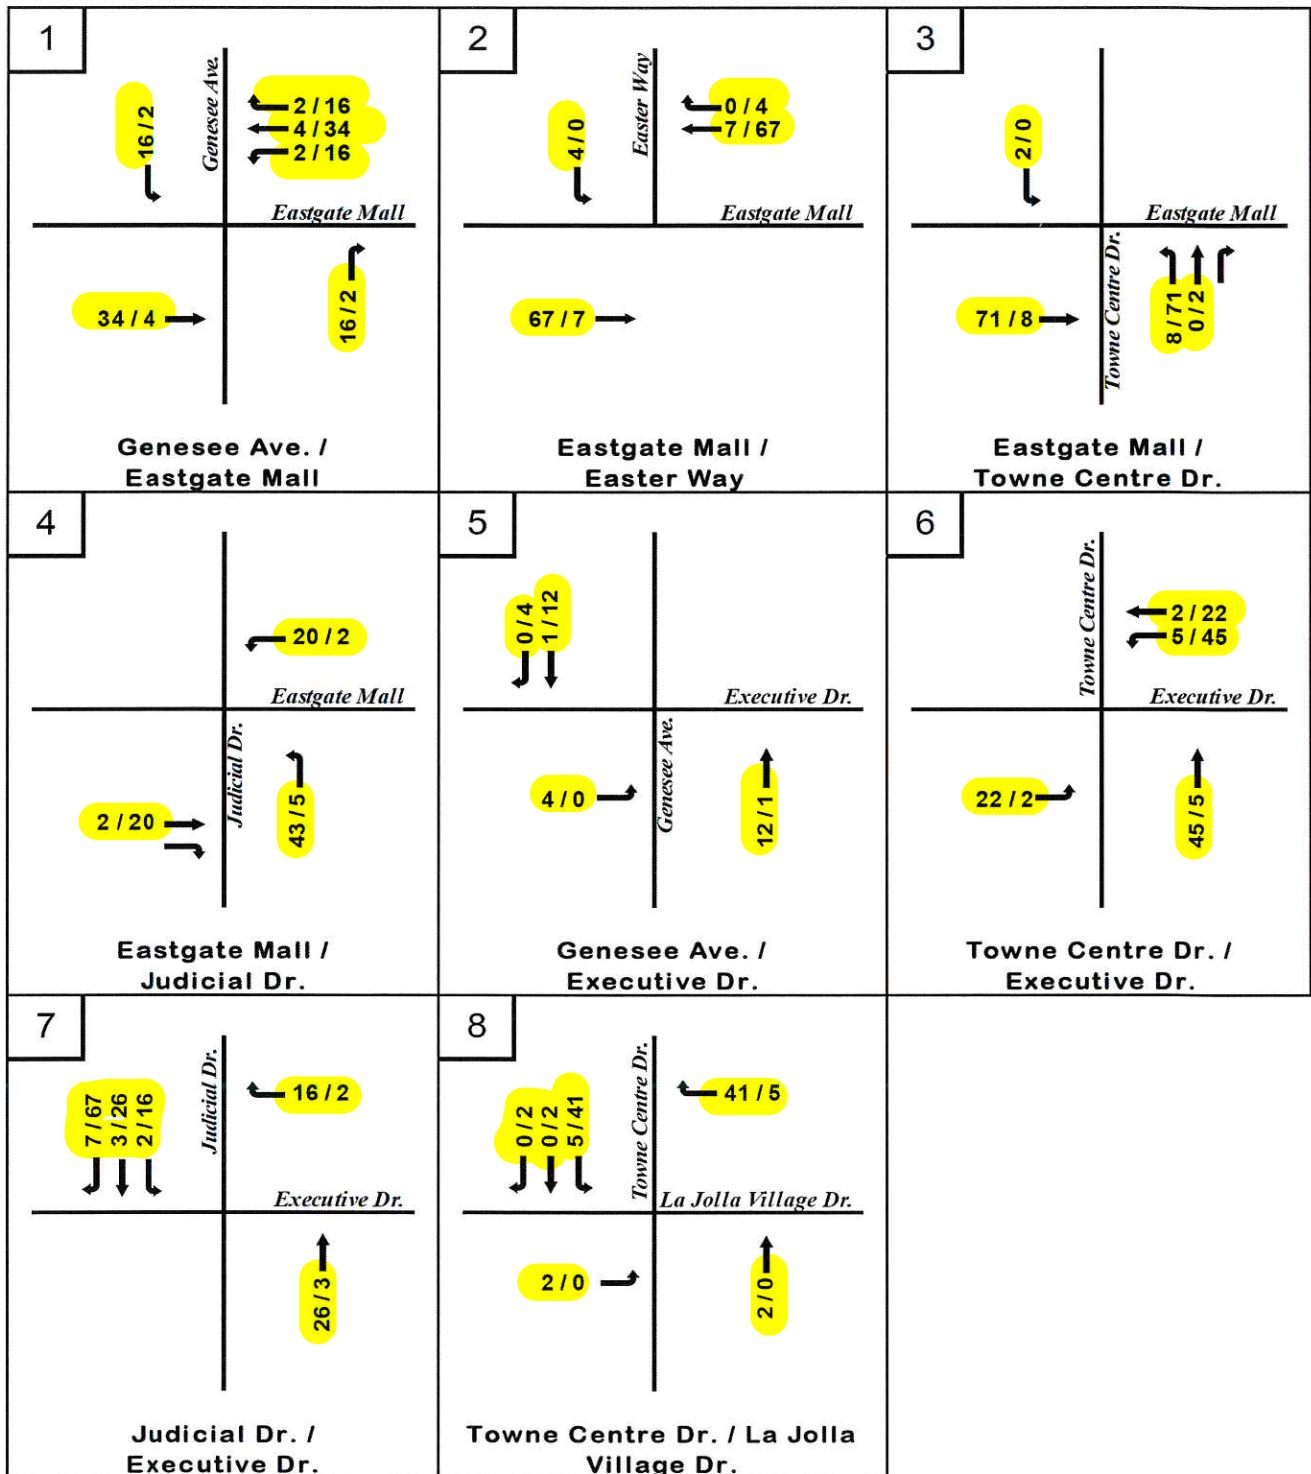 1
Genesee Ave.
16 / 2
2 / 16
4 / 34
2 / 16
Eastgate Mall
34 / 4
16 / 2
Genesee Ave. /
Eastgate Mall
2
Easter Way
4 / 0
0 / 4
7 / 67
Eastgate Mall
67 / 7
Eastgate Mall /
Easter Way
3
2 / 0
Eastgate Mall
Towne Centre Dr.
71 / 8
8 / 71
0 / 2
Eastgate Mall /
Towne Centre Dr.
4
20 / 2
Eastgate Mall
Judicial Dr.
2 / 20
43 / 5
Eastgate Mall /
Judicial Dr.
5
0 / 4
1 / 12
Executive Dr.
Genesee Ave.
4 / 0
12 / 1
Genesee Ave. /
Executive Dr.
6
Towne Centre Dr.
2 / 22
5 / 45
Executive Dr.
22 / 2
45 / 5
Towne Centre Dr. /
Executive Dr.
7
Judicial Dr.
7 / 67
3 / 26
2 / 16
16 / 2
Executive Dr.
26 / 3
Judicial Dr. /
Executive Dr.
8
Towne Centre Dr.
0 / 2
0 / 2
5 / 41
41 / 5
La Jolla Village Dr.
2 / 0
2 / 0
Towne Centre Dr. / La Jolla
Village Dr.